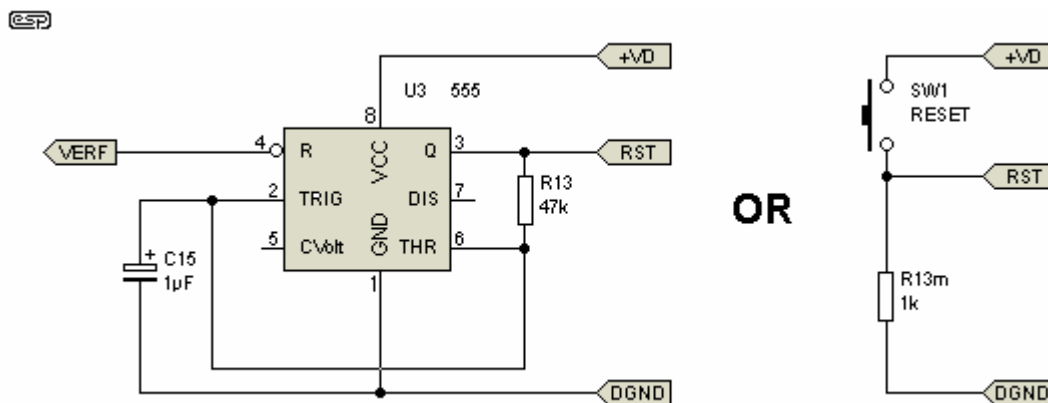 esp
+VD
U3 555
8
VERF
4
R
VCC
Q
3
RST
2
TRIG
DIS
7
R13
47k
5
CVolt
GND
THR
6
+
C15
1µF
1
DGND
OR
+VD
SW1
RESET
RST
R13m
1k
DGND